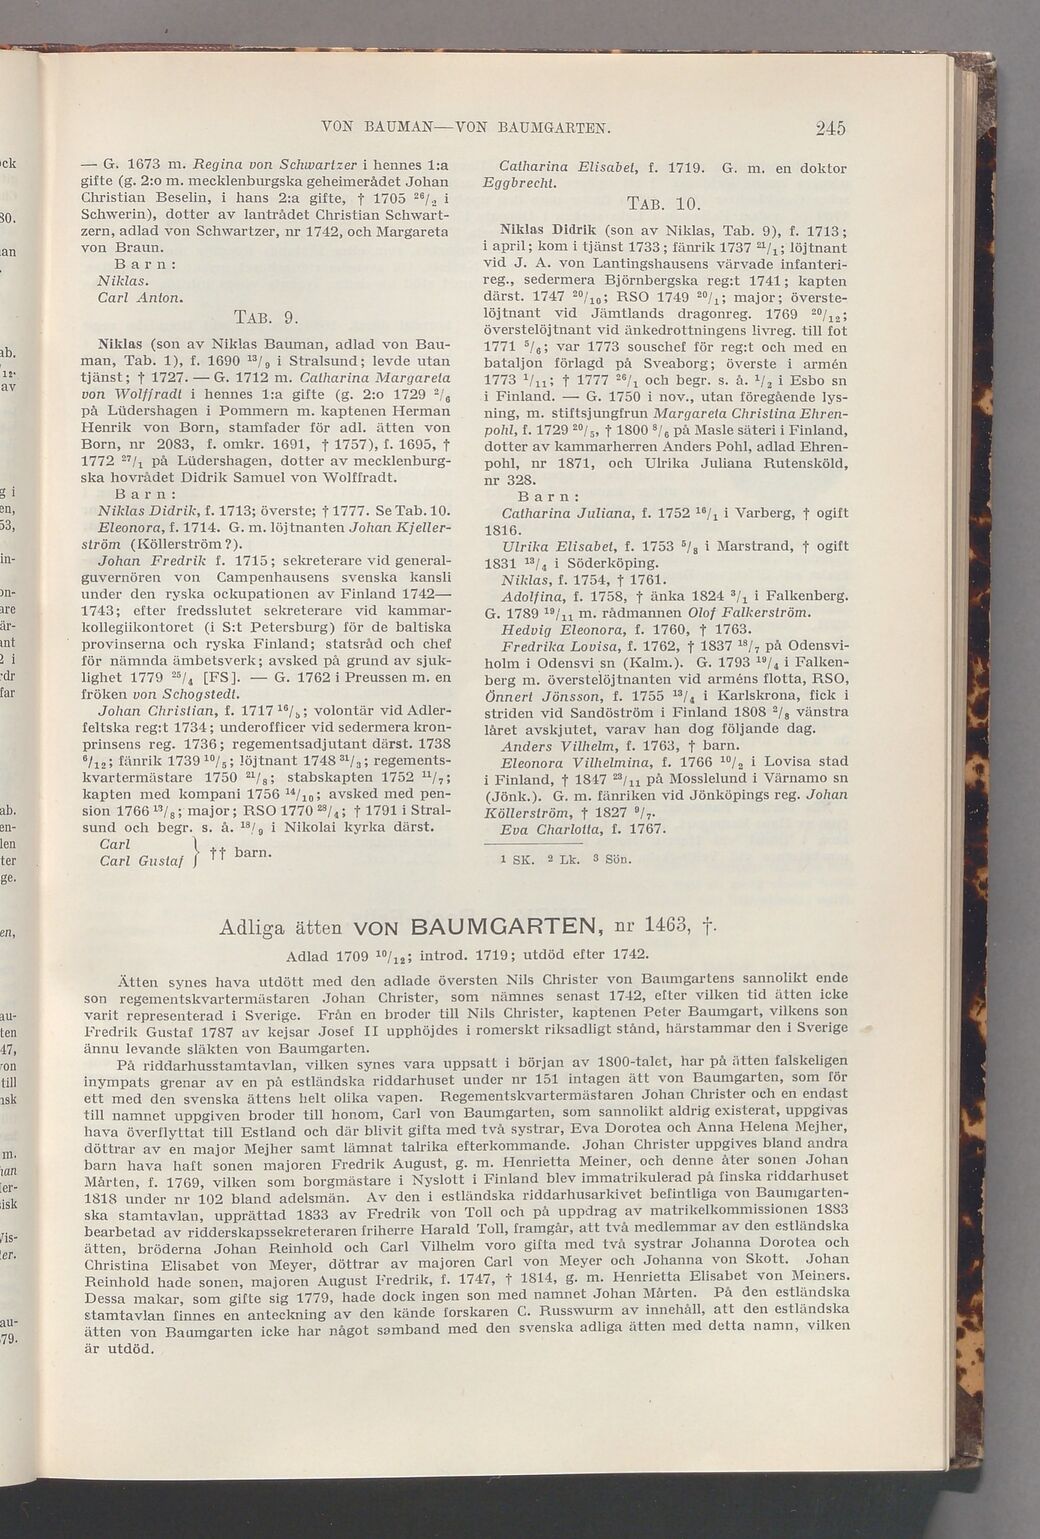 VON BAUMAN—VON BAUMGARTEN. 245
— G. 1673 m. Regina von Schwartzer i hennes 1:a
gifte (g. 2:o m. mecklenburgska geheimerådet Johan
Christian Beselin, i hans 2:a gifte, † 1705 26/2 i
Schwerin), dotter av lantrådet Christian Schwart-
zern, adlad von Schwartzer, nr 1742, och Margareta
von Braun.
Barn:
Niklas.
Carl Anton.
TAB. 9.
Niklas (son av Niklas Bauman, adlad von Bau-
man, Tab. 1), f. 1690 13/9 i Stralsund; levde utan
tjänst; † 1727. — G. 1712 m. Catharina Margareta
von Wolffradt i hennes 1:a gifte (g. 2:o 1729 2/6
på Lüdershagen i Pommern m. kaptenen Herman
Henrik von Born, stamfader för adl. ätten von
Born, nr 2083, f. omkr. 1691, † 1757), f. 1695, †
1772 27/1 på Lüdershagen, dotter av mecklenburg-
ska hovrådet Didrik Samuel von Wolffradt.
Barn:
Niklas Didrik, f. 1713; överste; † 1777. Se Tab. 10.
Eleonora, f. 1714. G. m. löjtnanten Johan Kjeller-
ström (Köllerström?).
Johan Fredrik f. 1715; sekreterare vid general-
guvernören von Campenhausens svenska kansli
under den ryska ockupationen av Finland 1742—
1743; efter fredsslutet sekreterare vid kammar-
kollegiikontoret (i S:t Petersburg) för de baltiska
provinserna och ryska Finland; statsråd och chef
för nämnda ämbetsverk; avsked på grund av sjuk-
lighet 1779 25/4 [FS]. — G. 1762 i Preussen m. en
fröken von Schogstedt.
Johan Christian, f. 1717 16/5; volontär vid Adler-
feltska reg:t 1734; underofficer vid sedermera kron-
prinsens reg. 1736; regementsadjutant därst. 1738
6/12; fänrik 1739 10/5; löjtnant 1748 31/3; regements-
kvartermästare 1750 21/8; stabskapten 1752 11/7;
kapten med kompani 1756 14/10; avsked med pen-
sion 1766 13/8; major; RSO 1770 28/4; † 1791 i Stral-
sund och begr. s. å. 18/9 i Nikolai kyrka därst.
Carl
Carl Gustaf } †† barn.
Catharina Elisabet, f. 1719. G. m. en doktor
Eggbrecht.
TAB. 10.
Niklas Didrik (son av Niklas, Tab. 9), f. 1713;
i april; kom i tjänst 1733; fänrik 1737 21/1; löjtnant
vid J. A. von Lantingshausens värvade infanteri-
reg., sedermera Björnbergska reg:t 1741; kapten
därst. 1747 20/10; RSO 1749 20/1; major; överste-
löjtnant vid Jämtlands dragonreg. 1769 20/12;
överstelöjtnant vid änkedrottningens livreg. till fot
1771 5/6; var 1773 souschef för reg:t och med en
bataljon förlagd på Sveaborg; överste i armén
1773 1/11; † 1777 26/1 och begr. s. å. 1/2 i Esbo sn
i Finland. — G. 1750 i nov., utan föregående lys-
ning, m. stiftsjungfrun Margareta Christina Ehren-
pohl, f. 1729 20/5, † 1800 8/6 på Masle säteri i Finland,
dotter av kammarherren Anders Pohl, adlad Ehren-
pohl, nr 1871, och Ulrika Juliana Rutensköld,
nr 328.
Barn:
Catharina Juliana, f. 1752 16/1 i Varberg, † ogift
1816.
Ulrika Elisabet, f. 1753 5/8 i Marstrand, † ogift
1831 13/4 i Söderköping.
Niklas, f. 1754, † 1761.
Adolfina, f. 1758, † änka 1824 3/1 i Falkenberg.
G. 1789 19/11 m. rådmannen Olof Falkerström.
Hedvig Eleonora, f. 1760, † 1763.
Fredrika Lovisa, f. 1762, † 1837 18/7 på Odensvi-
holm i Odensvi sn (Kalm.). G. 1793 19/4 i Falken-
berg m. överstelöjtnanten vid arméns flotta, RSO,
Önnert Jönsson, f. 1755 13/4 i Karlskrona, fick i
striden vid Sandöström i Finland 1808 2/8 vänstra
låret avskjutet, varav han dog följande dag.
Anders Vilhelm, f. 1763, † barn.
Eleonora Vilhelmina, f. 1766 10/2 i Lovisa stad
i Finland, † 1847 23/11 på Mosslelund i Värnamo sn
(Jönk.). G. m. fänriken vid Jönköpings reg. Johan
Köllerström, † 1827 9/7.
Eva Charlotta, f. 1767.
1 SK. 2 Lk. 3 Sön.
Adliga ätten VON BAUMGARTEN, nr 1463, †.
Adlad 1709 10/12; introd. 1719; utdöd efter 1742.
Ätten synes hava utdött med den adlade översten Nils Christer von Baumgartens sannolikt ende
son regementskvartermästaren Johan Christer, som nämnes senast 1742, efter vilken tid ätten icke
varit representerad i Sverige. Från en broder till Nils Christer, kaptenen Peter Baumgart, vilkens son
Fredrik Gustaf 1787 av kejsar Josef II upphöjdes i romerskt riksadligt stånd, härstammar den i Sverige
ännu levande släkten von Baumgarten.
På riddarhusstamtavlan, vilken synes vara uppsatt i början av 1800-talet, har på ätten falskeligen
inympats grenar av en på estländska riddarhuset under nr 151 intagen ätt von Baumgarten, som för
ett med den svenska ättens helt olika vapen. Regementskvartermästaren Johan Christer och en endast
till namnet uppgiven broder till honom, Carl von Baumgarten, som sannolikt aldrig existerat, uppgivas
hava överflyttat till Estland och där blivit gifta med två systrar, Eva Dorotea och Anna Helena Mejher,
döttrar av en major Mejher samt lämnat talrika efterkommande. Johan Christer uppgives bland andra
barn hava haft sonen majoren Fredrik August, g. m. Henrietta Meiner, och denne åter sonen Johan
Mårten, f. 1769, vilken som borgmästare i Nyslott i Finland blev immatrikulerad på finska riddarhuset
1818 under nr 102 bland adelsmän. Av den i estländska riddarhusarkivet befintliga von Baumgarten-
ska stamtavlan, upprättad 1833 av Fredrik von Toll och på uppdrag av matrikelkommissionen 1883
bearbetad av ridderskapssekreteraren friherre Harald Toll, framgår, att två medlemmar av den estländska
ätten, bröderna Johan Reinhold och Carl Vilhelm voro gifta med två systrar Johanna Dorotea och
Christina Elisabet von Meyer, döttrar av majoren Carl von Meyer och Johanna von Skott. Johan
Reinhold hade sonen, majoren August Fredrik, f. 1747, † 1814, g. m. Henrietta Elisabet von Meiners.
Dessa makar, som gifte sig 1779, hade dock ingen son med namnet Johan Mårten. På den estländska
stamtavlan finnes en anteckning av den kände forskaren C. Russwurm av innehåll, att den estländska
ätten von Baumgarten icke har något samband med den svenska adliga ätten med detta namn, vilken
är utdöd.